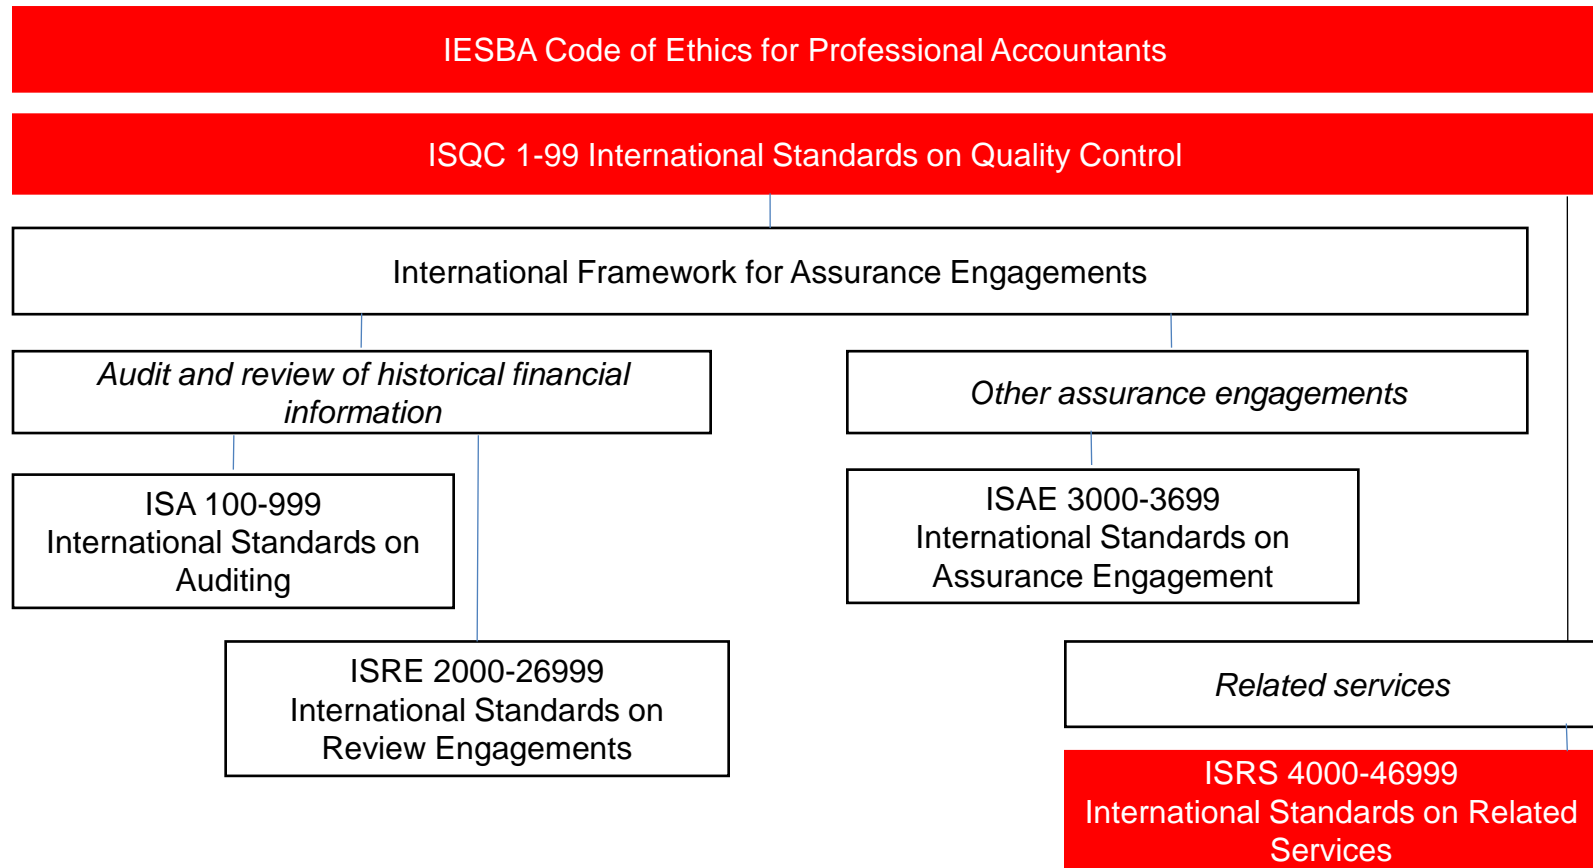 IESBA Code of Ethics for Professional Accountants
ISQC 1-99 International Standards on Quality Control
International Framework for Assurance Engagements
Audit and review of historical financial
information
Other assurance engagements
ISA 100-999
International Standards on
Auditing
ISAE 3000-3699
International Standards on
Assurance Engagement
ISRE 2000-26999
International Standards on
Review Engagements
Related services
ISRS 4000-46999
International Standards on Related
Services